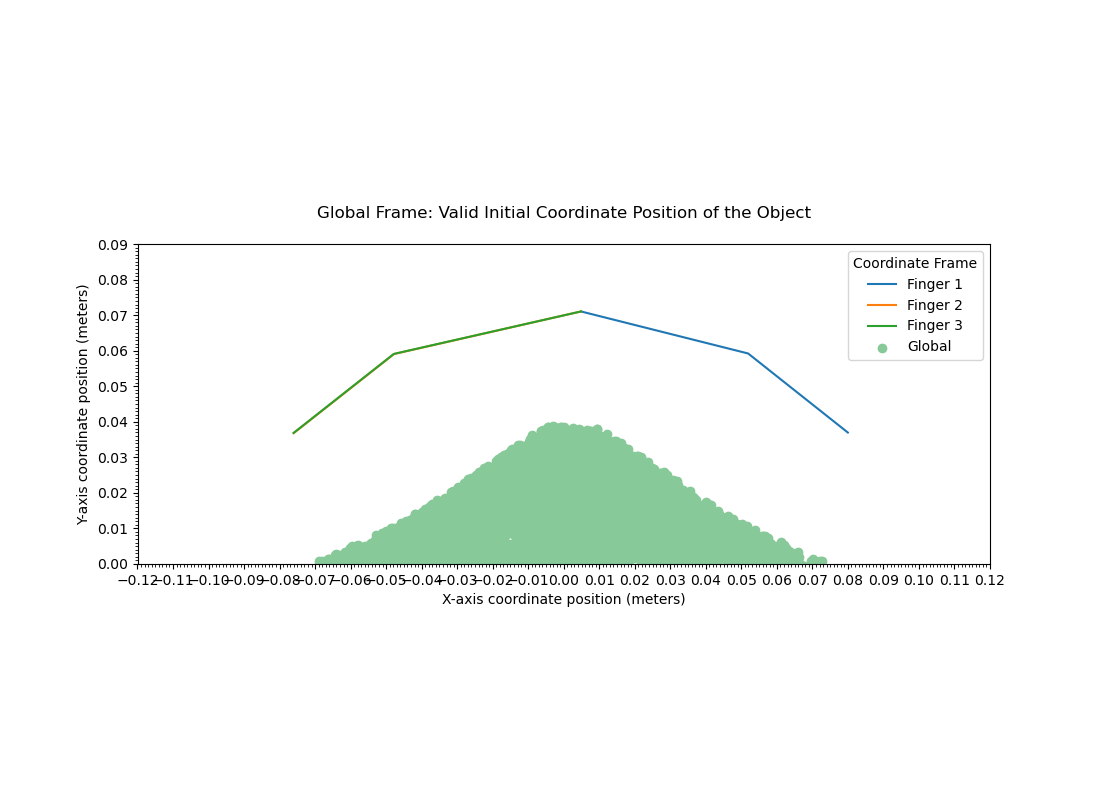 Global Frame: Valid Initial Coordinate Position of the Object
Coordinate Frame
Finger 1
Finger 2
Finger 3
Global
Y-axis coordinate position (meters)
0.09
0.08
0.07
0.06
0.05
0.04
0.03
0.02
0.01
0.00
−0.12 −0.11 −0.10 −0.09 −0.08 −0.07 −0.06 −0.05 −0.04 −0.03 −0.02 −0.01 0.00 0.01 0.02 0.03 0.04 0.05 0.06 0.07 0.08 0.09 0.10 0.11 0.12
X-axis coordinate position (meters)